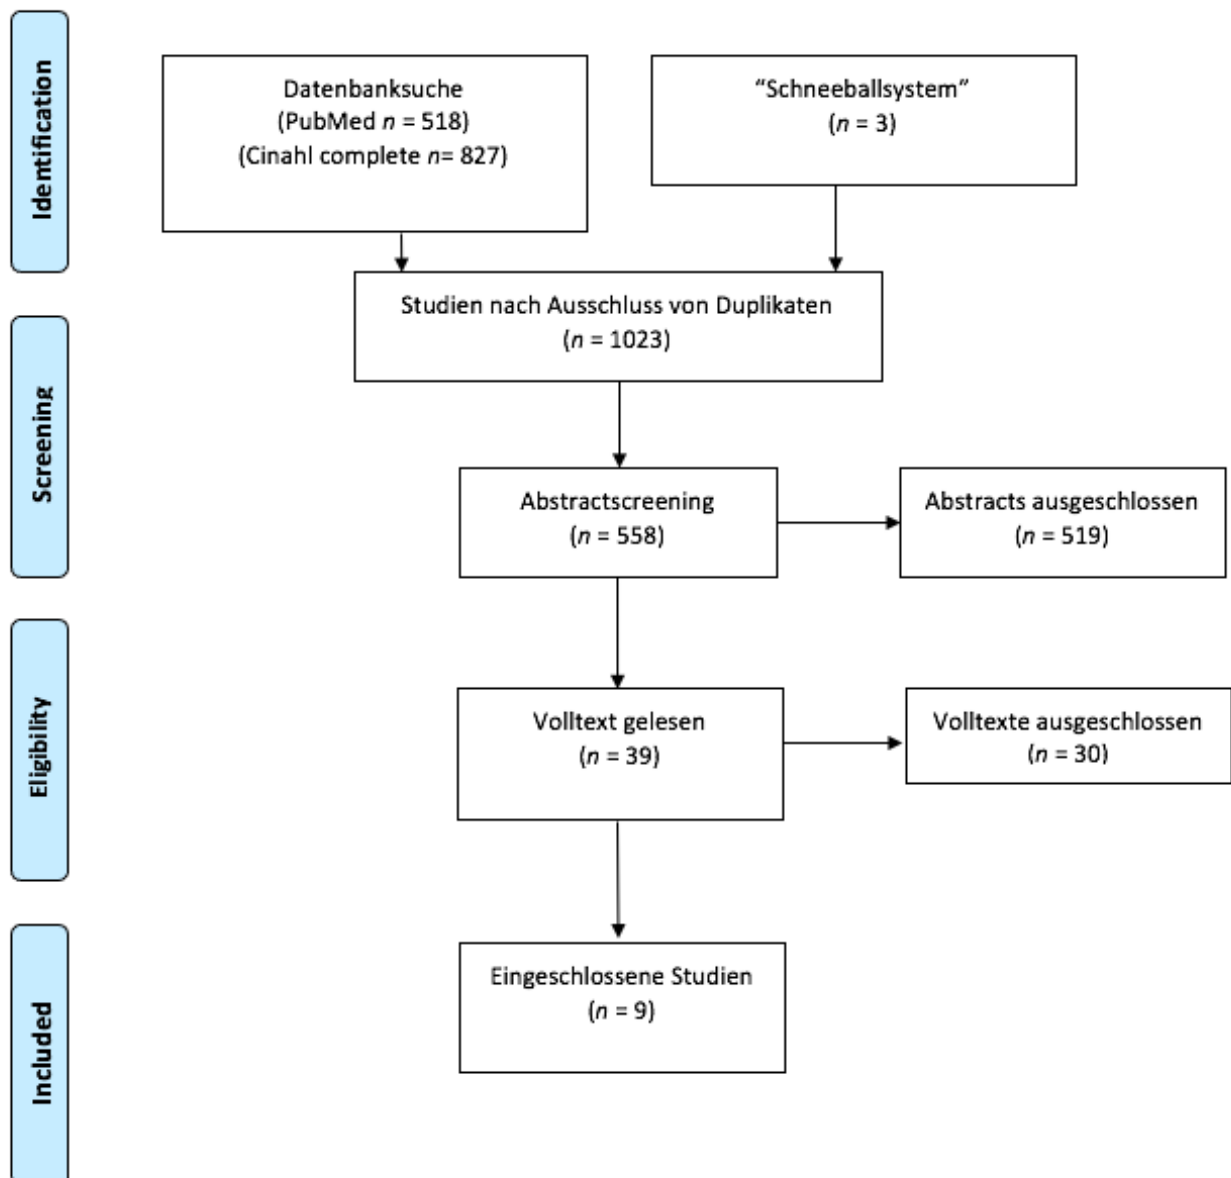 Identification
Datenbanksuche
(PubMed n = 518)
(Cinahl complete n= 827)
“Schneeballsystem”
(n = 3)
Studien nach Ausschluss von Duplikaten
(n = 1023)
Screening
Abstractscreening
(n = 558)
Abstracts ausgeschlossen
(n = 519)
Eligibility
Volltext gelesen
(n = 39)
Volltexte ausgeschlossen
(n = 30)
Included
Eingeschlossene Studien
(n = 9)